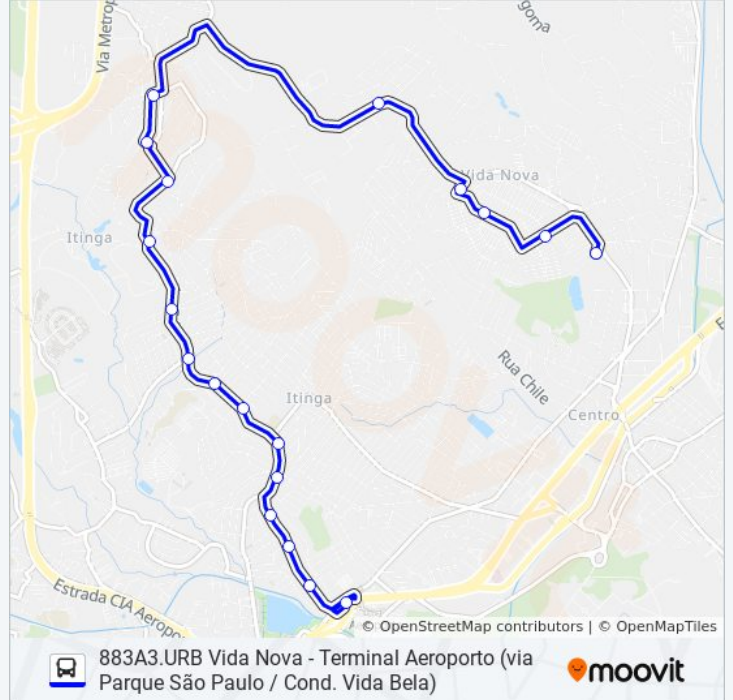 goma
Via Metrop
Vida Nova
Itinga
Rua Chile
Itinga
Centro
E
Estrada CIA Aeropo
© OpenStreetMap contributors | © OpenMapTiles
883A3.URB Vida Nova - Terminal Aeroporto (via
Parque São Paulo / Cond. Vida Bela)
moovit